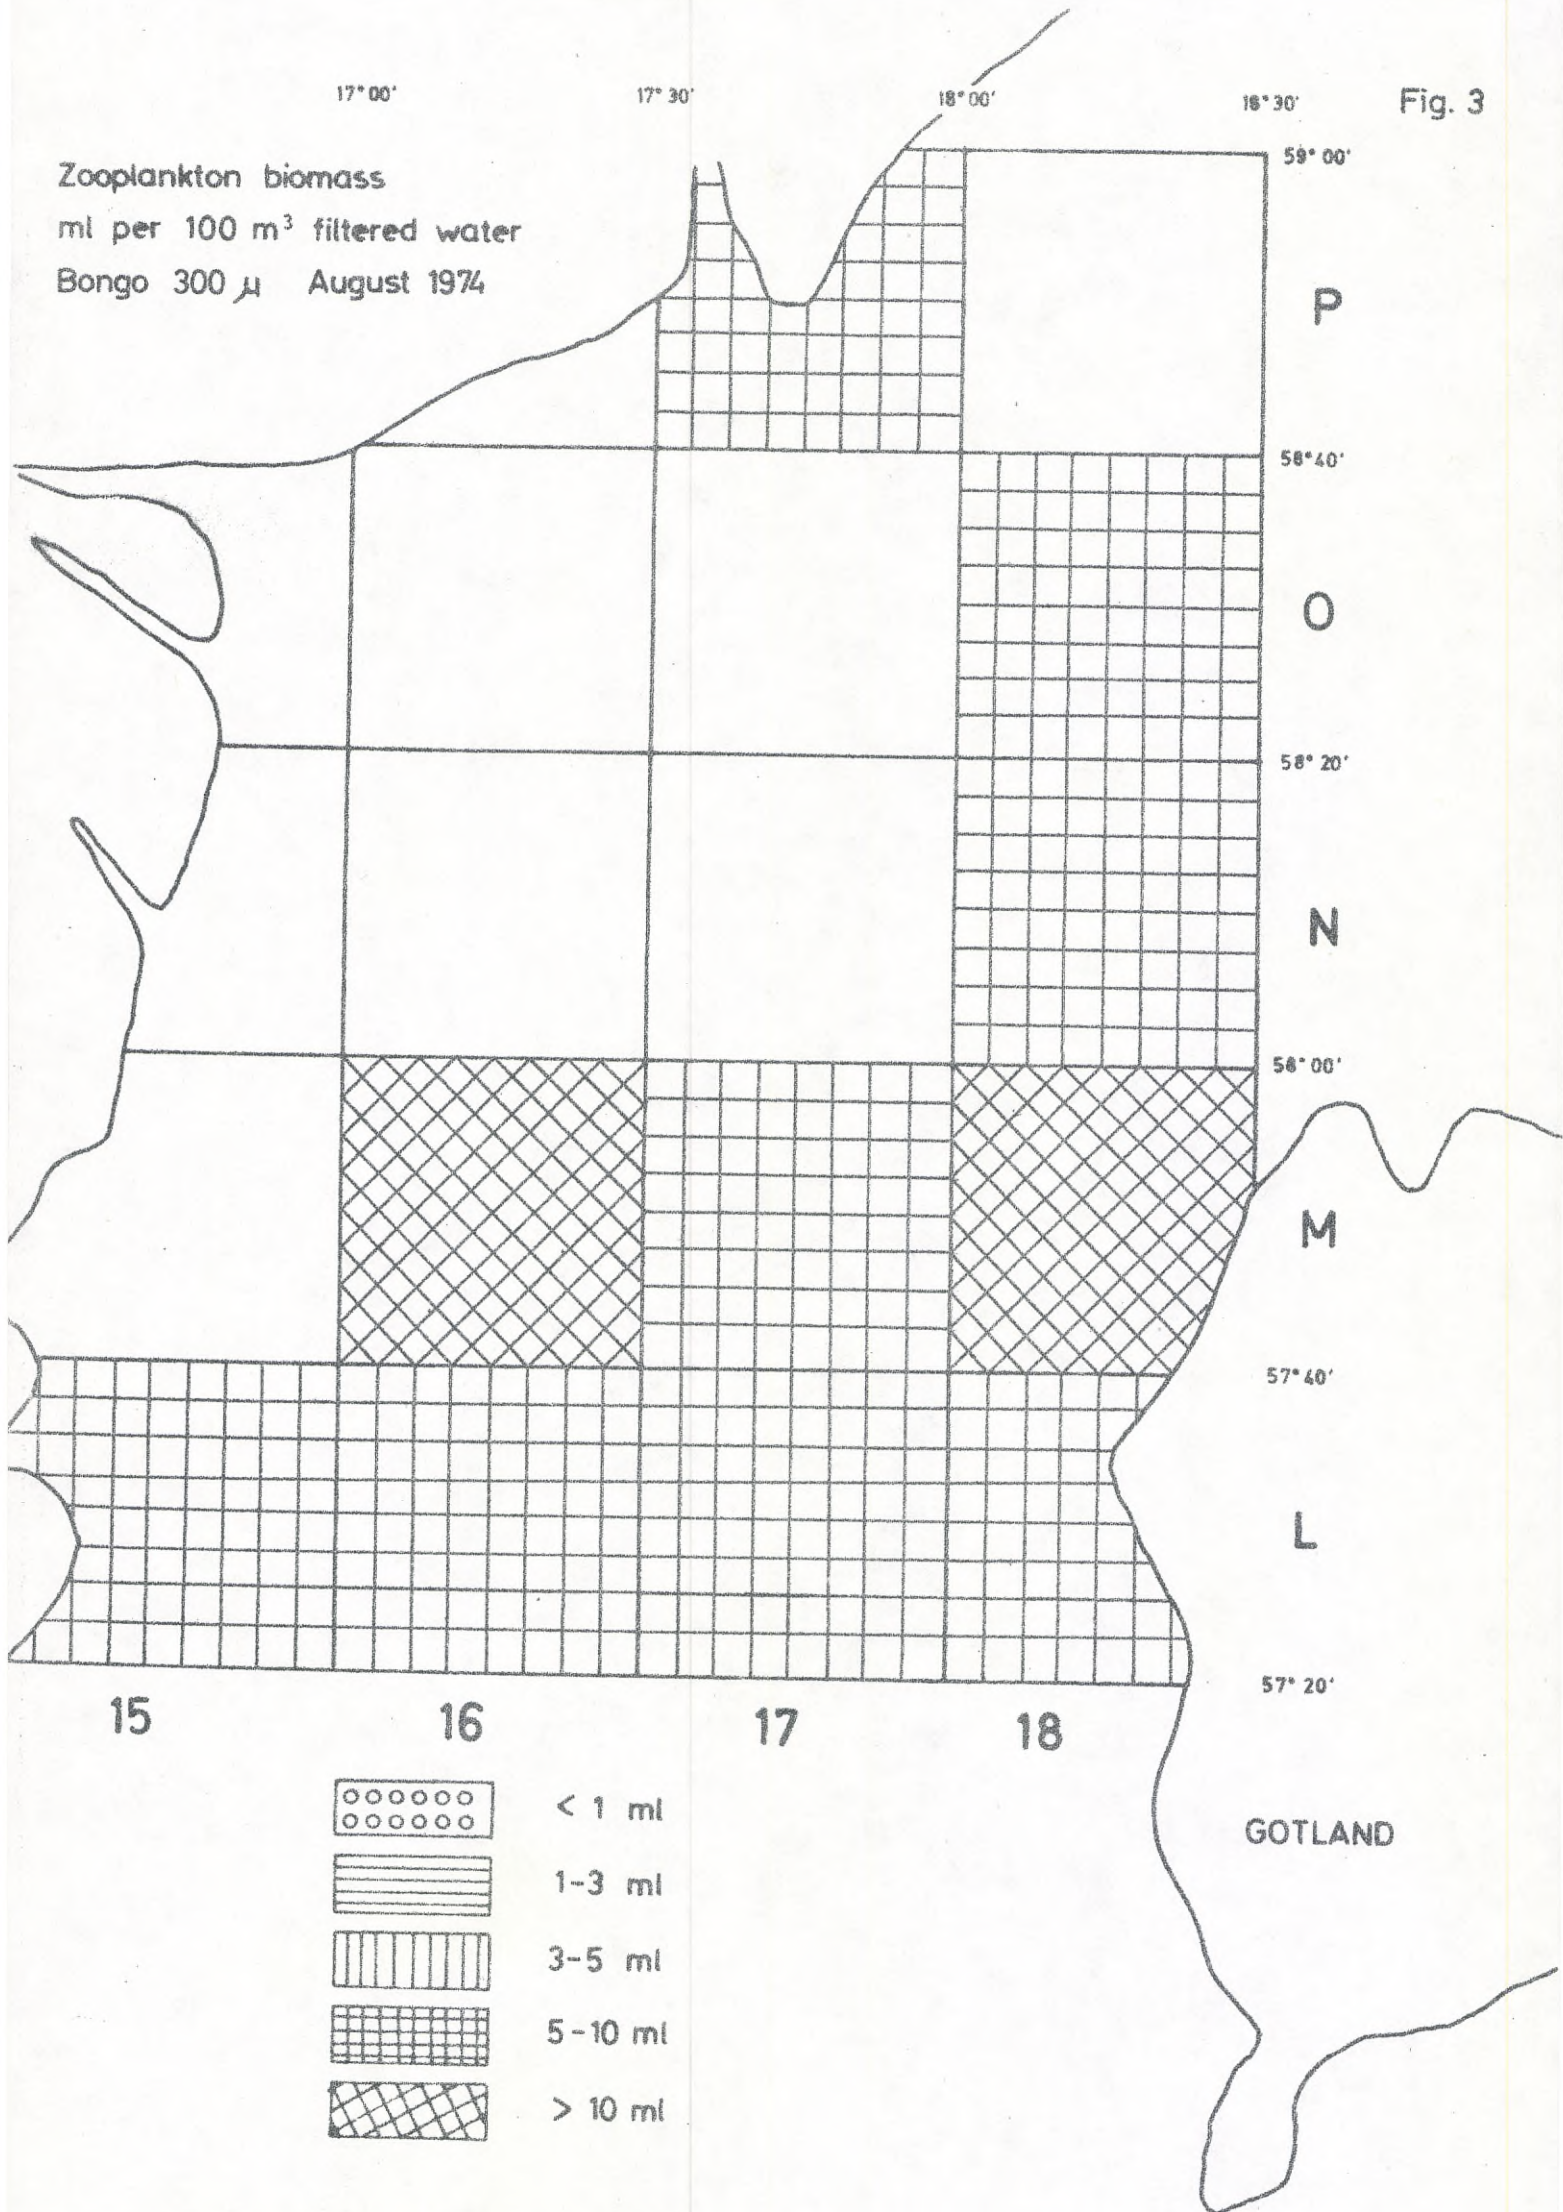 17° 00'
17° 30'
18° 00'
18° 30'
Fig. 3
Zooplankton biomass
ml per 100 m³ filtered water
Bongo 300 µ August 1974
59° 00'
P
58° 40'
O
58° 20'
N
58° 00'
M
57° 40'
L
57° 20'
15
16
17
18
< 1 ml
1-3 ml
3-5 ml
5-10 ml
> 10 ml
GOTLAND